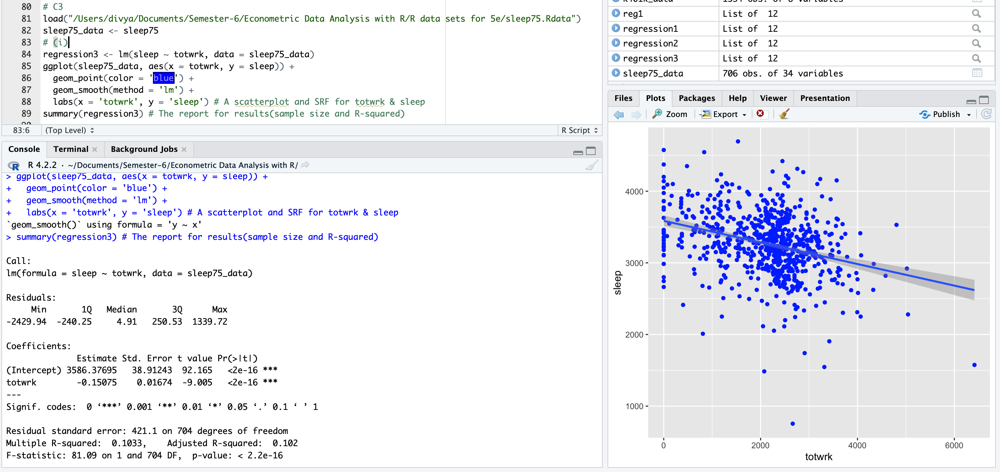 80 # C3
81 load("/Users/divya/Documents/Semester-6/Econometric Data Analysis with R/R data sets for 5e/sleep75.Rdata")
82 sleep75_data <- sleep75
83 # (i)
84 regression3 <- lm(sleep ~ totwrk, data = sleep75_data)
85 ggplot(sleep75_data, aes(x = totwrk, y = sleep)) +
86   geom_point(color = 'blue') +
87   geom_smooth(method = 'lm') +
88   labs(x = 'totwrk', y = 'sleep') # A scatterplot and SRF for totwrk & sleep
89 summary(regression3) # The report for results(sample size and R-squared)
83:6 (Top Level) R Script
Console Terminal Background Jobs
R 4.2.2 · ~/Documents/Semester-6/Econometric Data Analysis with R/
> ggplot(sleep75_data, aes(x = totwrk, y = sleep)) +
+   geom_point(color = 'blue') +
+   geom_smooth(method = 'lm') +
+   labs(x = 'totwrk', y = 'sleep') # A scatterplot and SRF for totwrk & sleep
`geom_smooth()` using formula = 'y ~ x'
> summary(regression3) # The report for results(sample size and R-squared)
Call:
lm(formula = sleep ~ totwrk, data = sleep75_data)
Residuals:
     Min       1Q   Median       3Q      Max
-2429.94  -240.25     4.91   250.53  1339.72
Coefficients:
              Estimate Std. Error t value Pr(>|t|)
(Intercept) 3586.37695   38.91243  92.165   <2e-16 ***
totwrk        -0.15075    0.01674  -9.005   <2e-16 ***
---
Signif. codes:  0 ‘***’ 0.001 ‘**’ 0.01 ‘*’ 0.05 ‘.’ 0.1 ‘ ’ 1
Residual standard error: 421.1 on 704 degrees of freedom
Multiple R-squared:  0.1033,    Adjusted R-squared:  0.102
F-statistic: 81.09 on 1 and 704 DF,  p-value: < 2.2e-16
reg1 List of  12
regression1 List of  12
regression2 List of  12
regression3 List of  12
sleep75_data 706 obs. of 34 variables
Files Plots Packages Help Viewer Presentation
Zoom Export Publish
4000
3000
sleep
2000
1000
0 2000 4000 6000
totwrk